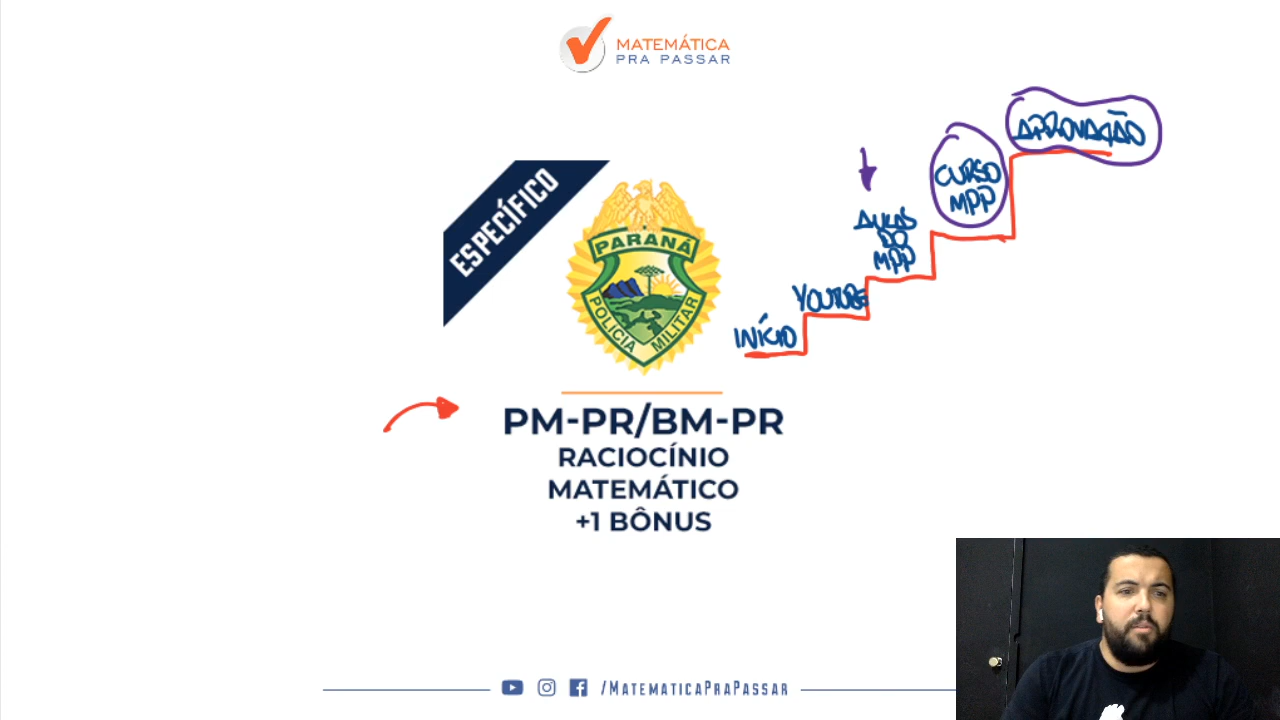 MATEMÁTICA
PRA PASSAR
APROVAÇÃO
CURSO
MPP
AULAS
DO
MPP
YOUTUBE
INÍCIO
ESPECÍFICO
PARANÁ
POLICIA MILITAR
PM-PR/BM-PR
RACIOCÍNIO
MATEMÁTICO
+1 BÔNUS
/MATEMATICAPRAPASSAR